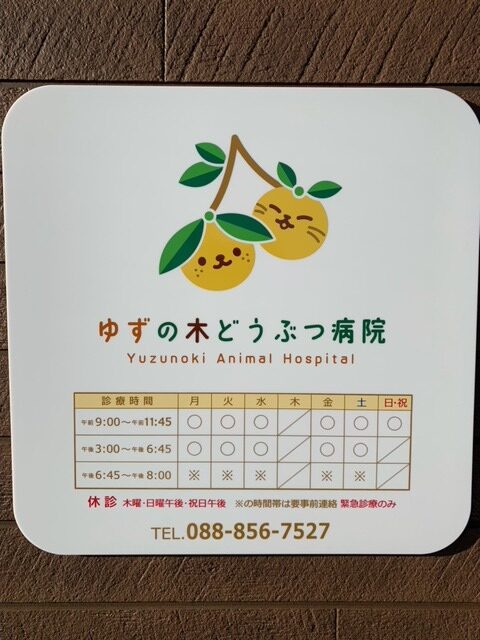 ゆずの木どうぶつ病院
Yuzunoki Animal Hospital
診療時間 月 火 水 木 金 土 日・祝
午前9:00～午前11:45 ○ ○ ○ ／ ○ ○ ○
午後3:00～午後6:45 ○ ○ ○ ／ ○ ○ ／
午後6:45～午後8:00 ※ ※ ※ ／ ※ ※ ／
休診 木曜・日曜午後・祝日午後 ※の時間帯は要事前連絡 緊急診療のみ
TEL.088-856-7527